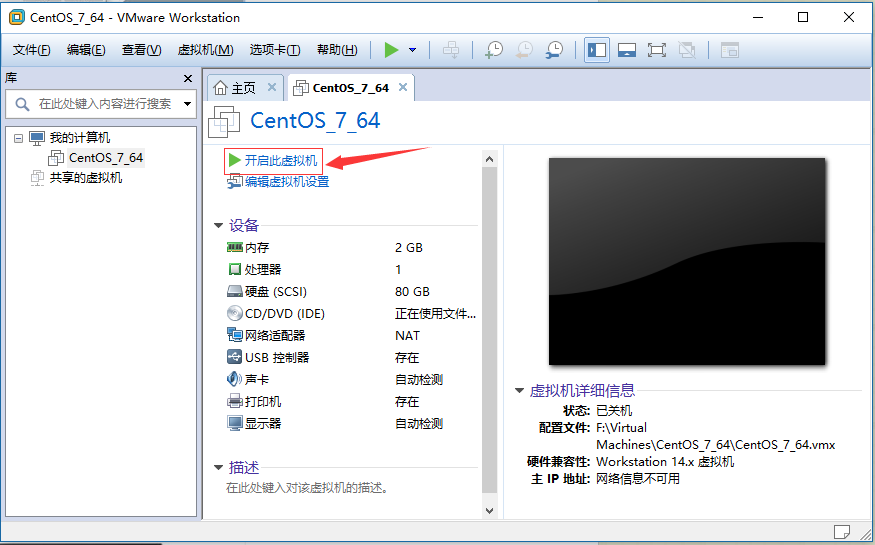 CentOS_7_64 - VMware Workstation
文件(F) 编辑(E) 查看(V) 虚拟机(M) 选项卡(T) 帮助(H)
库
在此处键入内容进行搜索
我的计算机
CentOS_7_64
共享的虚拟机
主页 CentOS_7_64
CentOS_7_64
开启此虚拟机
编辑虚拟机设置
设备
内存 2 GB
处理器 1
硬盘 (SCSI) 80 GB
CD/DVD (IDE) 正在使用文件...
网络适配器 NAT
USB 控制器 存在
声卡 自动检测
打印机 存在
显示器 自动检测
描述
在此处键入对该虚拟机的描述。
虚拟机详细信息
状态: 已关机
配置文件: F:\Virtual
Machines\CentOS_7_64\CentOS_7_64.vmx
硬件兼容性: Workstation 14.x 虚拟机
主 IP 地址: 网络信息不可用